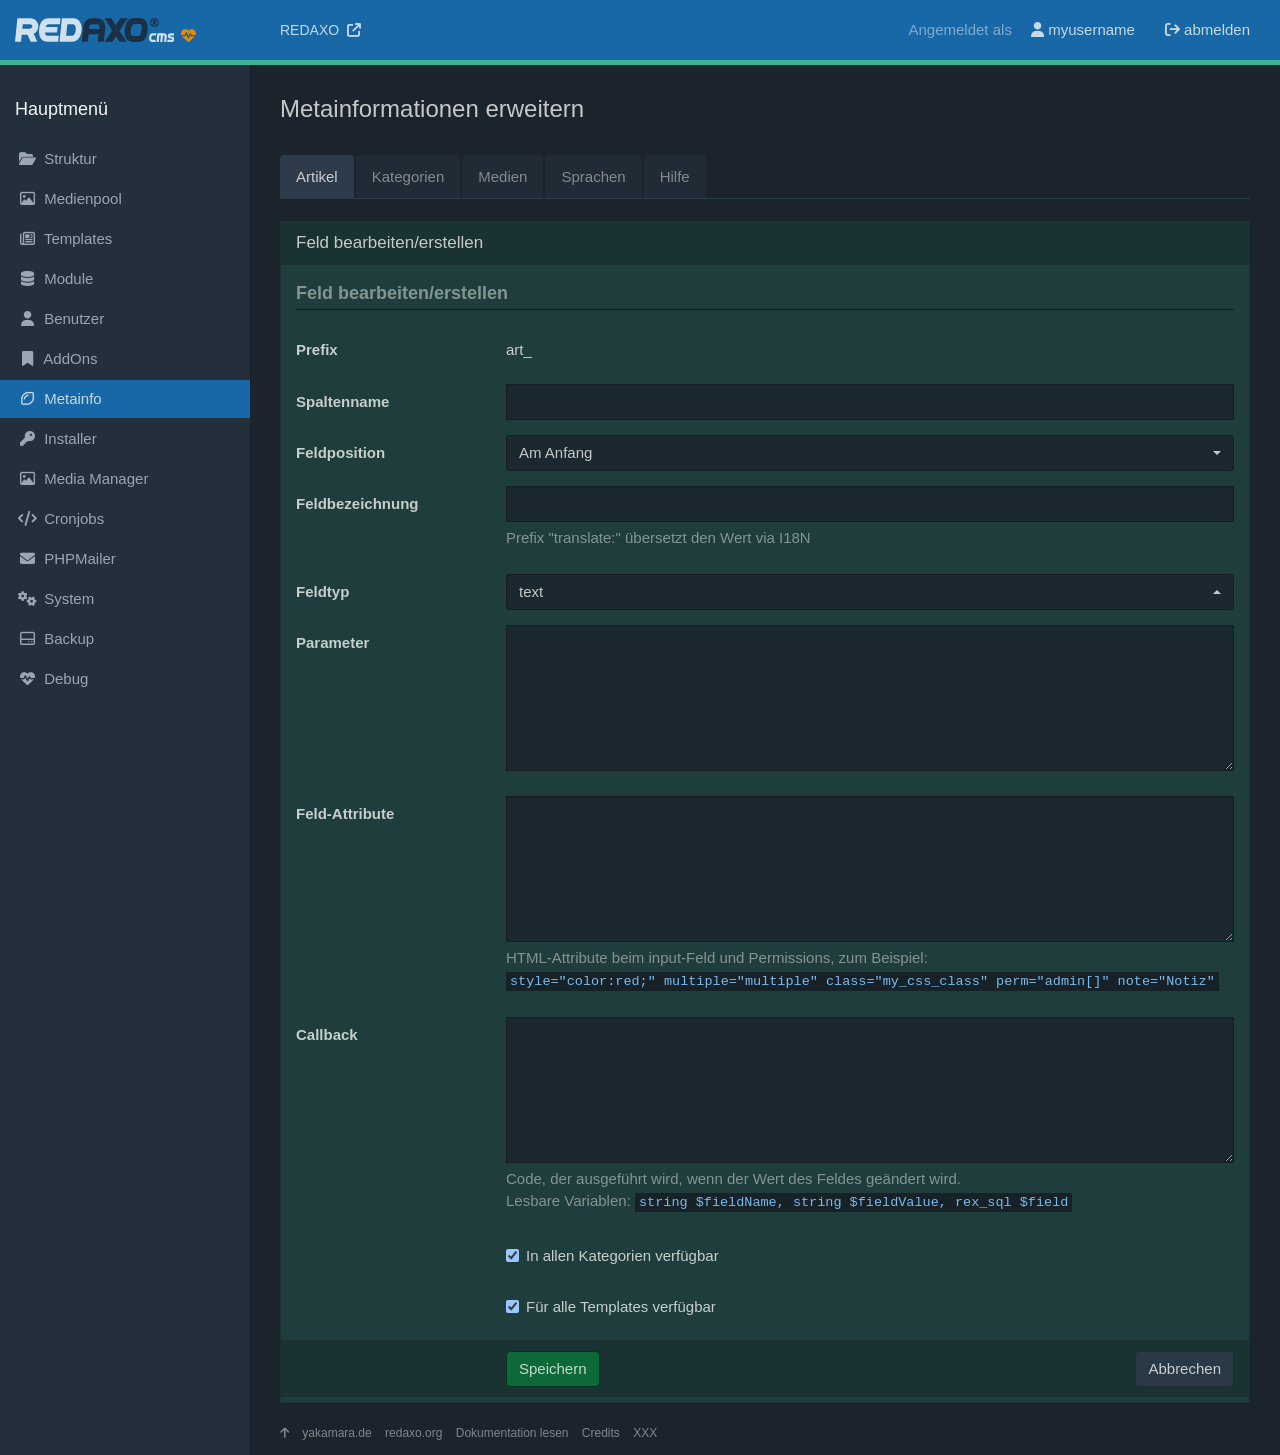 REDAXO® cms
REDAXO
Angemeldet als myusername abmelden
Hauptmenü
Struktur
Medienpool
Templates
Module
Benutzer
AddOns
Metainfo
Installer
Media Manager
Cronjobs
PHPMailer
System
Backup
Debug
Metainformationen erweitern
Artikel Kategorien Medien Sprachen Hilfe
Feld bearbeiten/erstellen
Feld bearbeiten/erstellen
Prefix art_
Spaltenname
Feldposition Am Anfang
Feldbezeichnung
Prefix "translate:" übersetzt den Wert via I18N
Feldtyp text
Parameter
Feld-Attribute
HTML-Attribute beim input-Feld und Permissions, zum Beispiel:
style="color:red;" multiple="multiple" class="my_css_class" perm="admin[]" note="Notiz"
Callback
Code, der ausgeführt wird, wenn der Wert des Feldes geändert wird.
Lesbare Variablen: string $fieldName, string $fieldValue, rex_sql $field
In allen Kategorien verfügbar
Für alle Templates verfügbar
Speichern Abbrechen
yakamara.de redaxo.org Dokumentation lesen Credits XXX